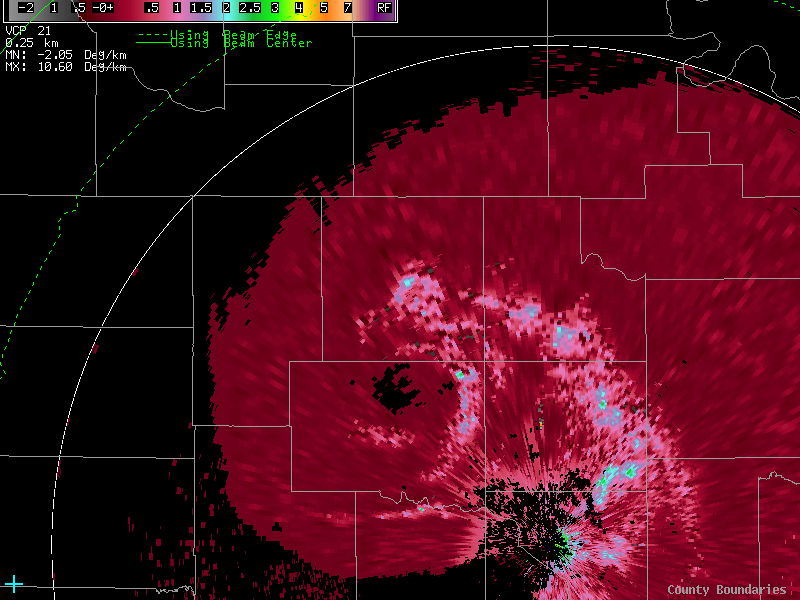 -2 1 .5 -0+ .5 1 1.5 2 2.5 3 4 5 7 RF
VCP 21
0.25 km
MN: -2.05 Deg/km
MX: 10.60 Deg/km
Using Beam Edge
Using Beam Center
County Boundaries